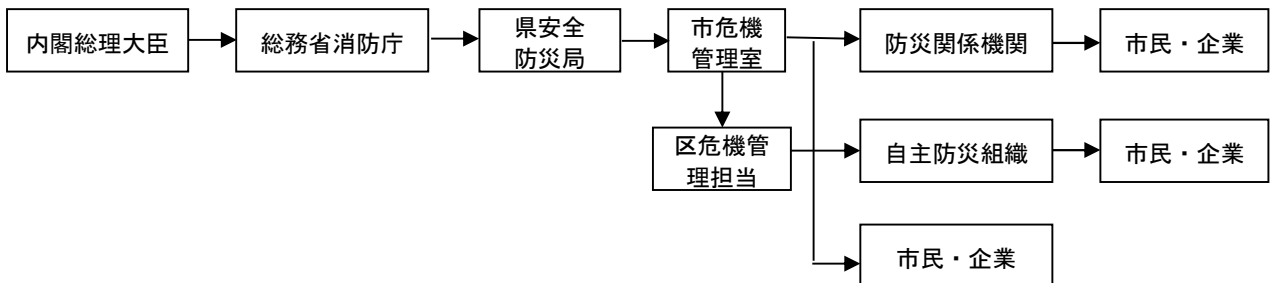 内閣総理大臣
総務省消防庁
県安全
防災局
市危機
管理室
防災関係機関
市民・企業
区危機管
理担当
自主防災組織
市民・企業
市民・企業